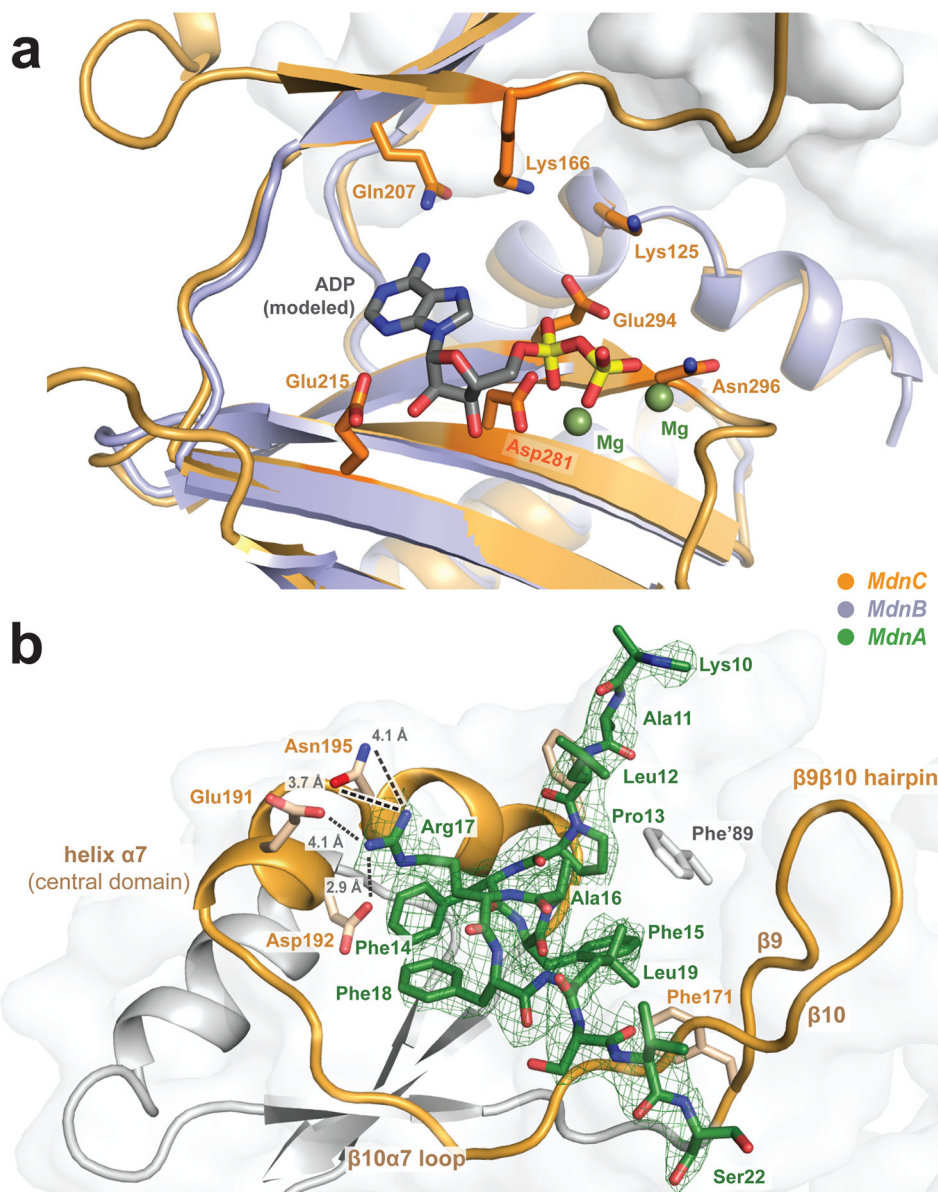 a
Lys166
Gln207
Lys125
ADP
(modeled)
Glu294
Glu215
Asn296
Mg
Mg
Asp281
MdnC
MdnB
MdnA
b
Lys10
4.1 Å
Asn195
Ala11
3.7 Å
Leu12
β9β10 hairpin
Glu191
Arg17
Pro13
Phe'89
4.1 Å
helix α7
(central domain)
2.9 Å
Ala16
Asp192
Phe14
Phe15
β9
Leu19
Phe18
Phe171
β10
β10α7 loop
Ser22